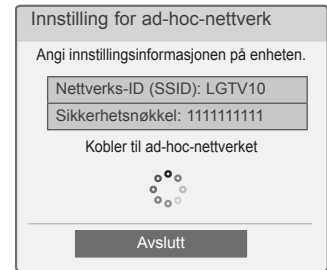 Innstilling for ad-hoc-nettverk
Angi innstillingsinformasjonen på enheten.
Nettverks-ID (SSID): LGTV10
Sikkerhetsnøkkel: 1111111111
Kobler til ad-hoc-nettverket
Avslutt